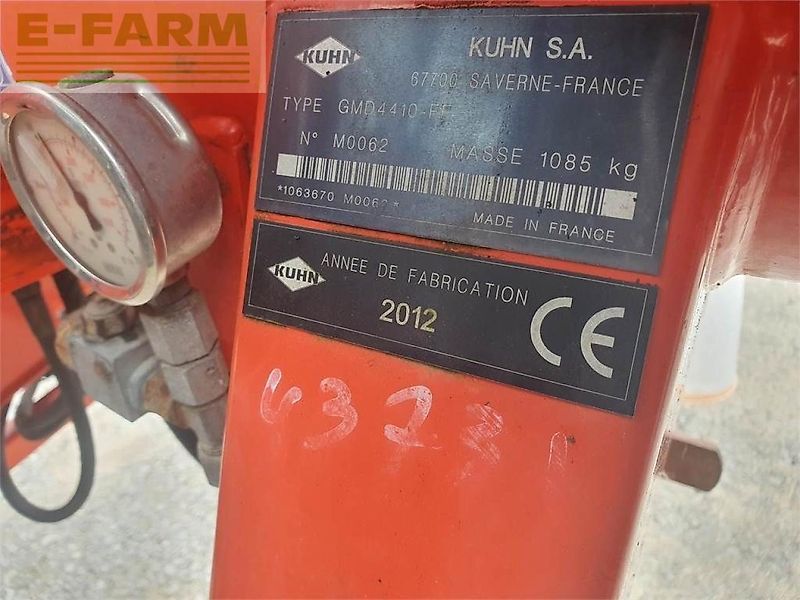 E-FARM
KUHN
KUHN S.A.
67700 SAVERNE-FRANCE
TYPE GMD4410-FF
N° M0062 MASSE 1085 kg
*1063670 M0062*
MADE IN FRANCE
KUHN
ANNEE DE FABRICATION
2012
CE